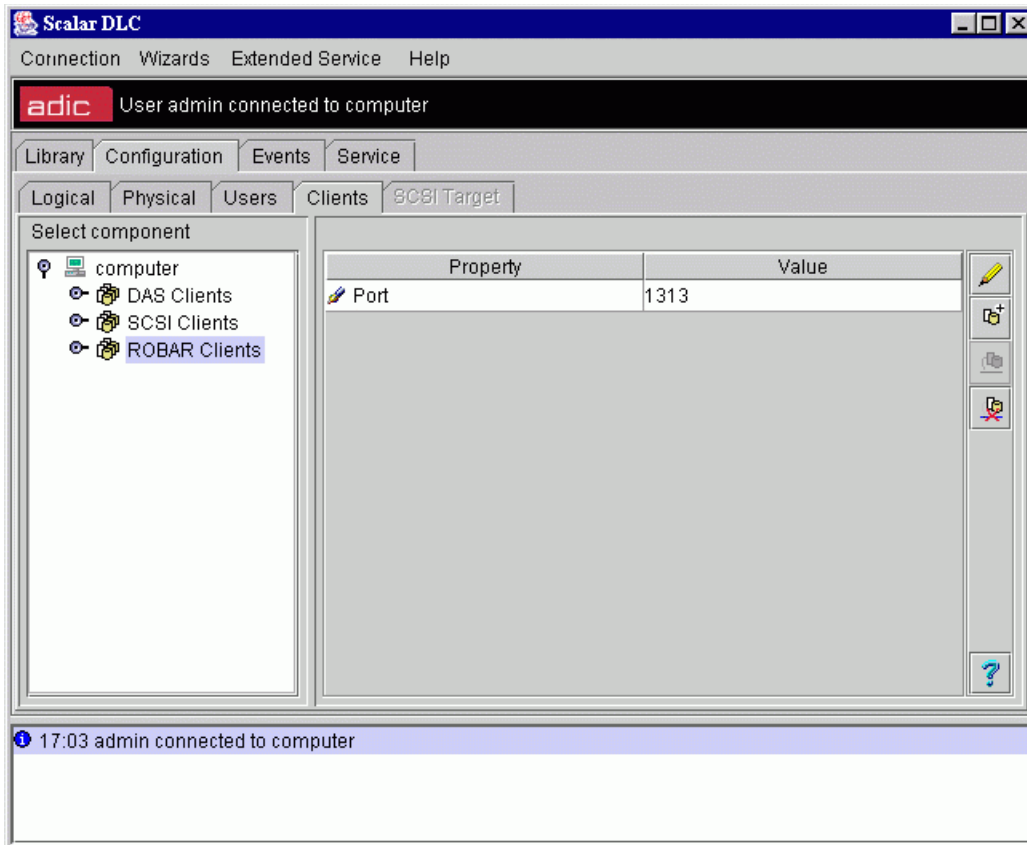 Scalar DLC
Connection Wizards Extended Service Help
adic User admin connected to computer
Library Configuration Events Service
Logical Physical Users Clients SCSI Target
Select component
computer
DAS Clients
SCSI Clients
ROBAR Clients
Property Value
Port 1313
?
17:03 admin connected to computer